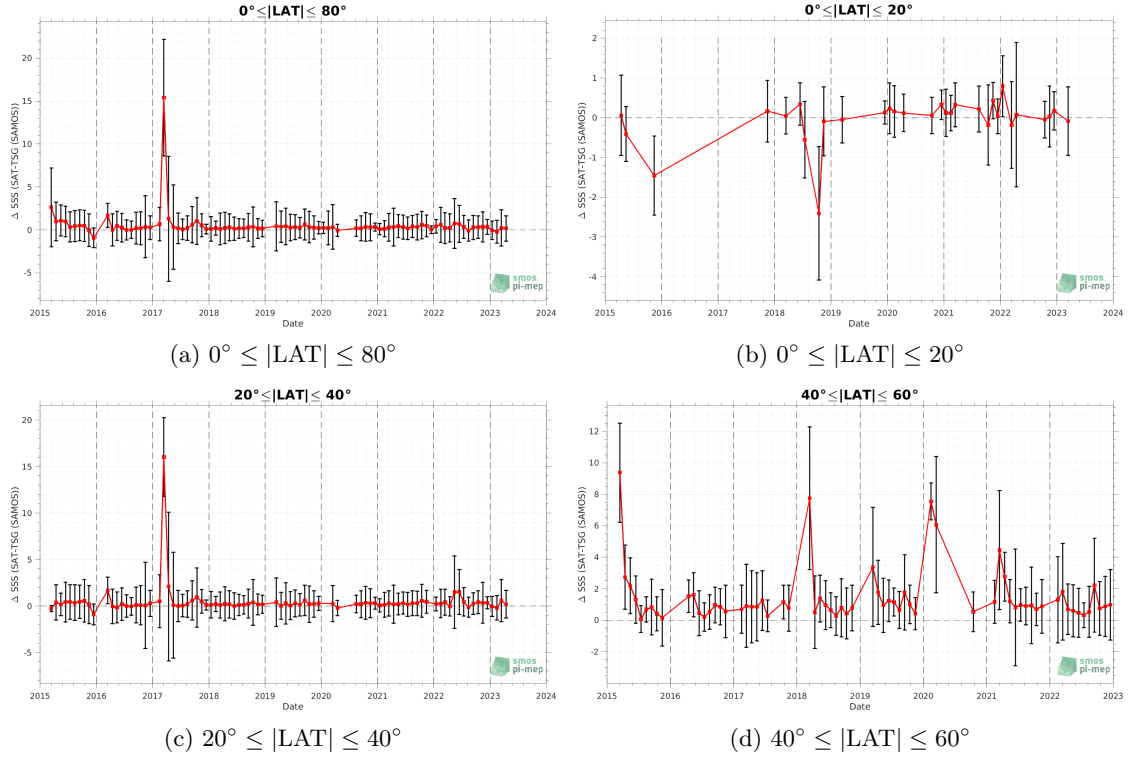 0°≤|LAT|≤ 80°
Δ SSS (SAT-TSG (SAMOS))
20
15
10
5
0
-5
2015 2016 2017 2018 2019 2020 2021 2022 2023 2024
Date
smos
pi-mep
(a) 0° ≤ |LAT| ≤ 80°
0°≤|LAT|≤ 20°
Δ SSS (SAT-TSG (SAMOS))
2
1
0
-1
-2
-3
-4
2015 2016 2017 2018 2019 2020 2021 2022 2023 2024
Date
smos
pi-mep
(b) 0° ≤ |LAT| ≤ 20°
20°≤|LAT|≤ 40°
Δ SSS (SAT-TSG (SAMOS))
20
15
10
5
0
-5
2015 2016 2017 2018 2019 2020 2021 2022 2023 2024
Date
smos
pi-mep
(c) 20° ≤ |LAT| ≤ 40°
40°≤|LAT|≤ 60°
Δ SSS (SAT-TSG (SAMOS))
12
10
8
6
4
2
0
-2
2015 2016 2017 2018 2019 2020 2021 2022 2023
Date
smos
pi-mep
(d) 40° ≤ |LAT| ≤ 60°